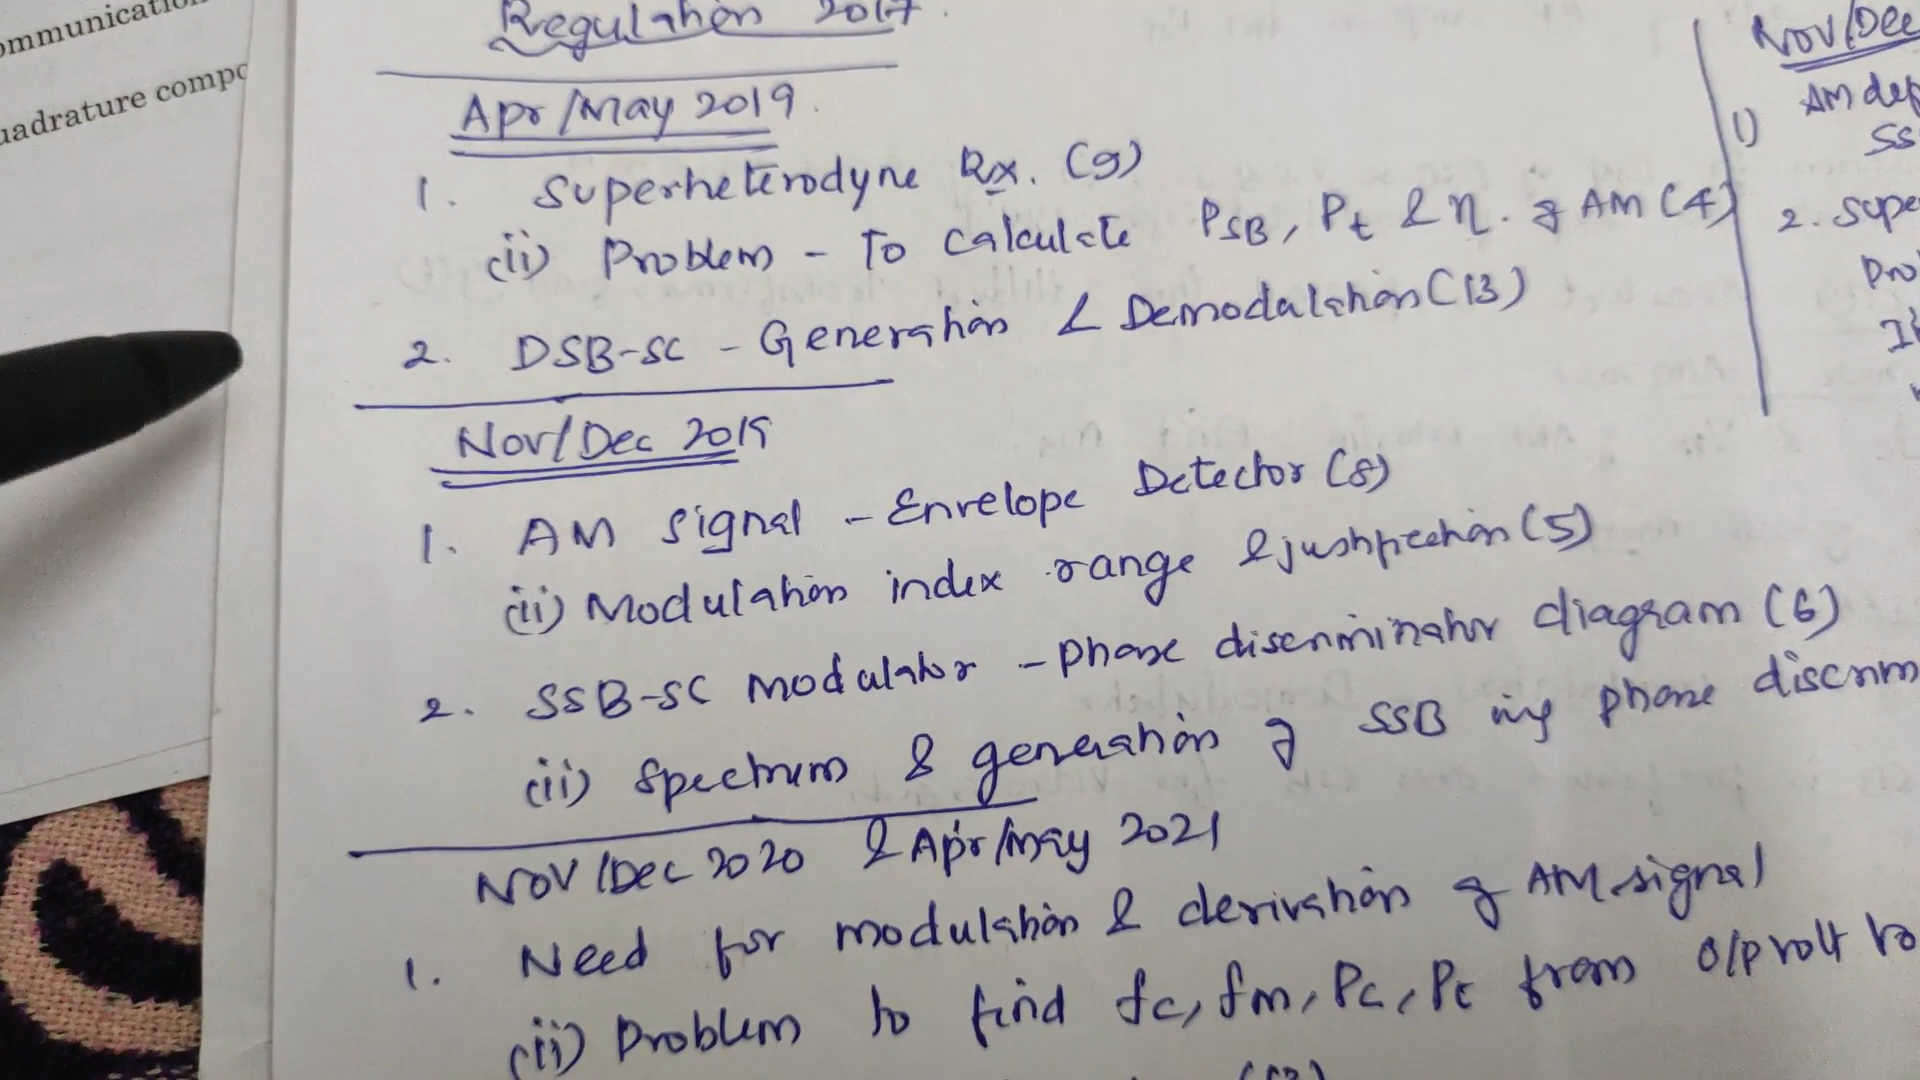 ommunicatio
uadrature compo
Regulation 2017.
Apr/May 2019.
1. Superheterodyne Rx. (9)
(ii) Problem - To calculate PSB, Pt & η. of AM (4)
2. DSB-SC - Generation & Demodulation (13)
Nov/Dec 2019
1. AM signal - Envelope Detector (8)
(ii) Modulation index range & justification (5)
2. SSB-SC modulator - phase discriminator diagram (6)
(ii) Spectrum & generation of SSB phase discrim
Nov/Dec 2020 & Apr/May 2021
1. Need for modulation & derivation of AM signal
(ii) Problem to find fc, fm, Pc, Pt from o/p volt to
Nov/Dec
1) AM
SS
2. Supe
Pro